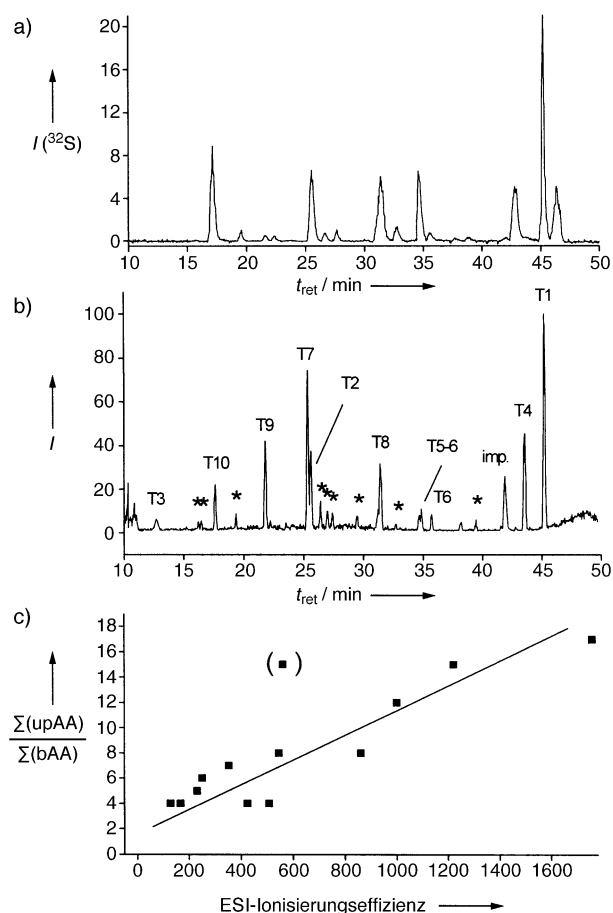 a)
20
16
12
8
4
0
I (³²S)
10 15 20 25 30 35 40 45 50
t_ret / min
b)
100
80
60
40
20
0
I
T3
**
T10
*
T9
T7
T2
***
*
T8
*
T5-6
T6
*
imp.
T4
T1
10 15 20 25 30 35 40 45 50
t_ret / min
c)
18
16
14
12
10
8
6
4
2
0
∑(upAA)
∑(bAA)
( )
0 200 400 600 800 1000 1200 1400 1600
ESI-Ionisierungseffizienz